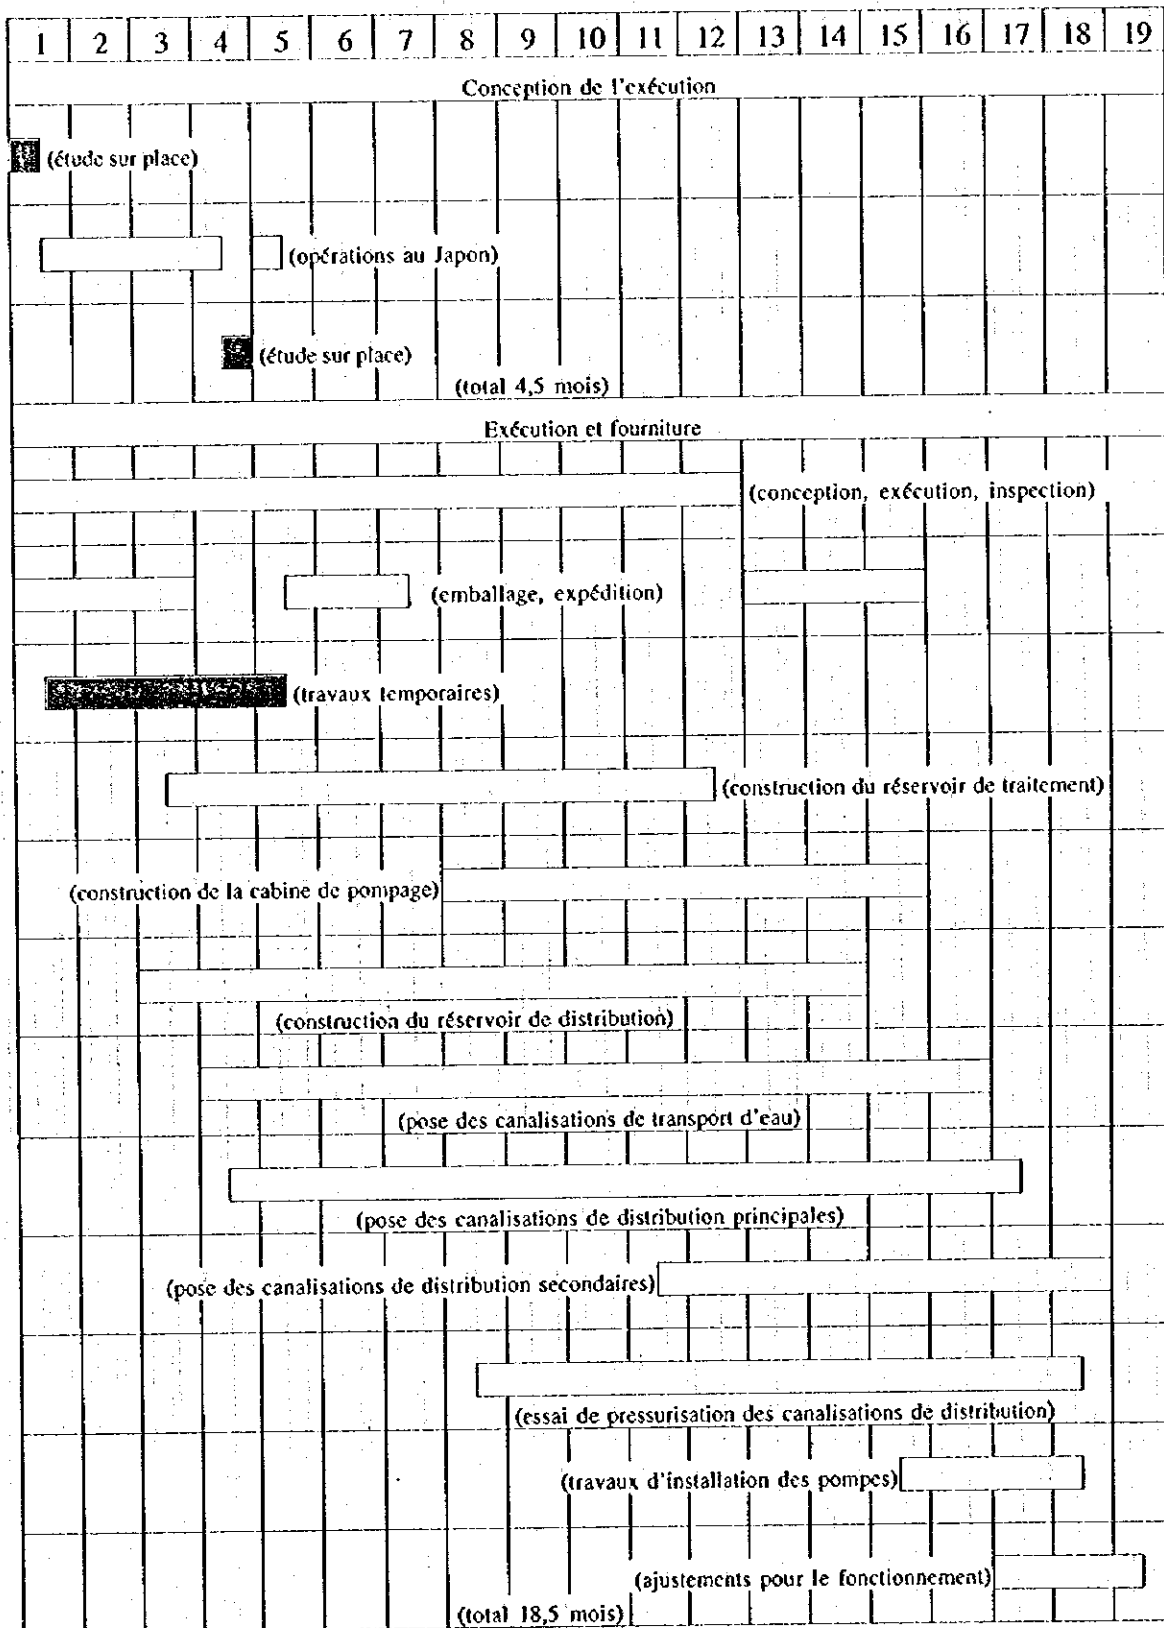 1 2 3 4 5 6 7 8 9 10 11 12 13 14 15 16 17 18 19
Conception de l'exécution
(étude sur place)
(opérations au Japon)
(étude sur place)
(total 4,5 mois)
Exécution et fourniture
(conception, exécution, inspection)
(emballage, expédition)
(travaux temporaires)
(construction du réservoir de traitement)
(construction de la cabine de pompage)
(construction du réservoir de distribution)
(pose des canalisations de transport d'eau)
(pose des canalisations de distribution principales)
(pose des canalisations de distribution secondaires)
(essai de pressurisation des canalisations de distribution)
(travaux d'installation des pompes)
(ajustements pour le fonctionnement)
(total 18,5 mois)